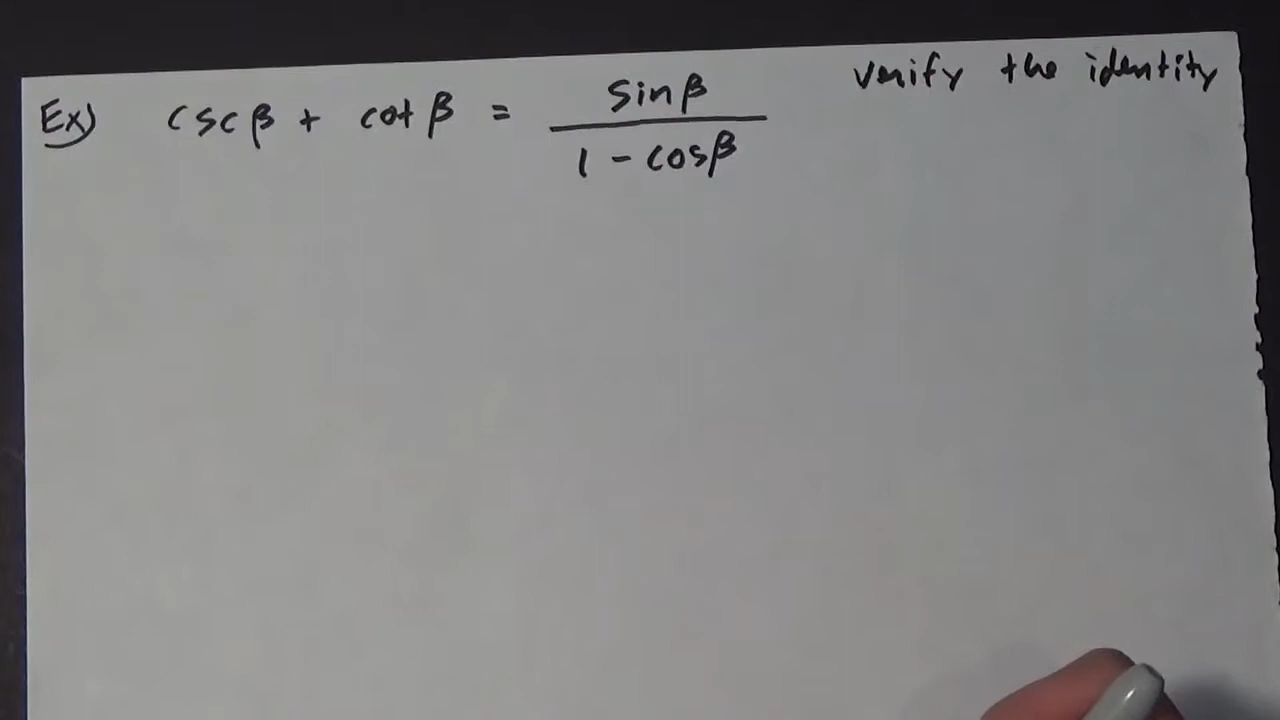 Ex) csc β + cot β = sin β / 1 - cos β verify the identity